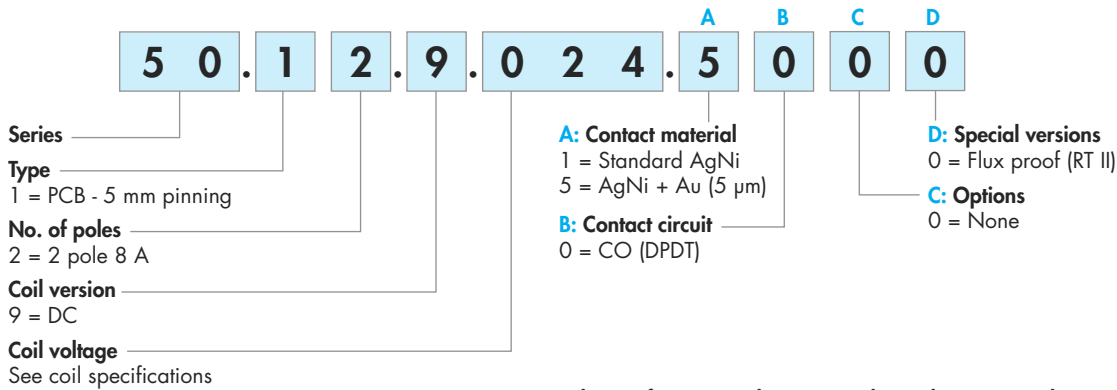 A B C D
5 0 . 1 2 . 9 . 0 2 4 . 5 0 0 0
Series
Type
1 = PCB - 5 mm pinning
No. of poles
2 = 2 pole 8 A
Coil version
9 = DC
Coil voltage
See coil specifications
A: Contact material
1 = Standard AgNi
5 = AgNi + Au (5 µm)
B: Contact circuit
0 = CO (DPDT)
D: Special versions
0 = Flux proof (RT II)
C: Options
0 = None